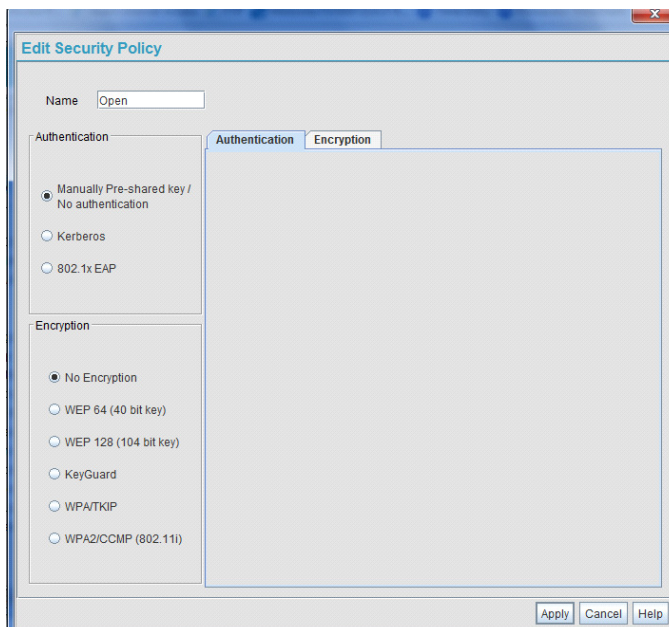 X
Edit Security Policy
Name Open
Authentication
Manually Pre-shared key /
No authentication
Kerberos
802.1x EAP
Encryption
No Encryption
WEP 64 (40 bit key)
WEP 128 (104 bit key)
KeyGuard
WPA/TKIP
WPA2/CCMP (802.11i)
Authentication Encryption
Apply Cancel Help